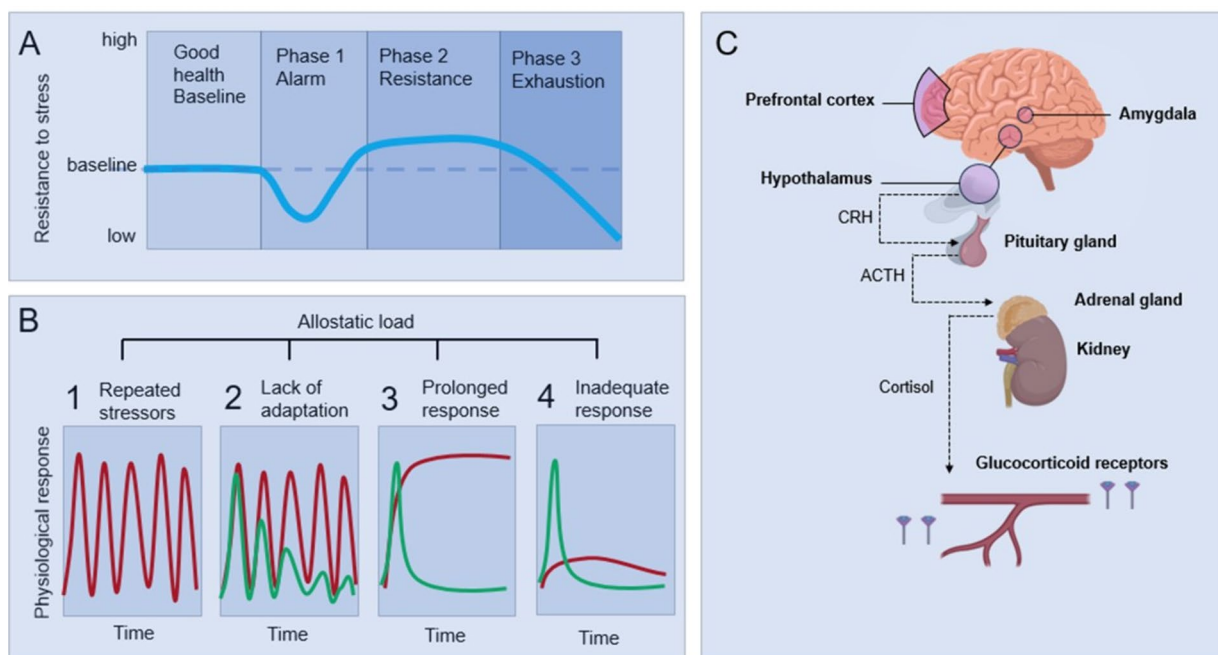 A
high
baseline
low
Resistance to stress
Good
health
Baseline
Phase 1
Alarm
Phase 2
Resistance
Phase 3
Exhaustion
B
Allostatic load
1 Repeated
stressors
2 Lack of
adaptation
3 Prolonged
response
4 Inadequate
response
Physiological response
Time
Time
Time
Time
C
Prefrontal cortex
Amygdala
Hypothalamus
CRH
Pituitary gland
ACTH
Adrenal gland
Kidney
Cortisol
Glucocorticoid receptors